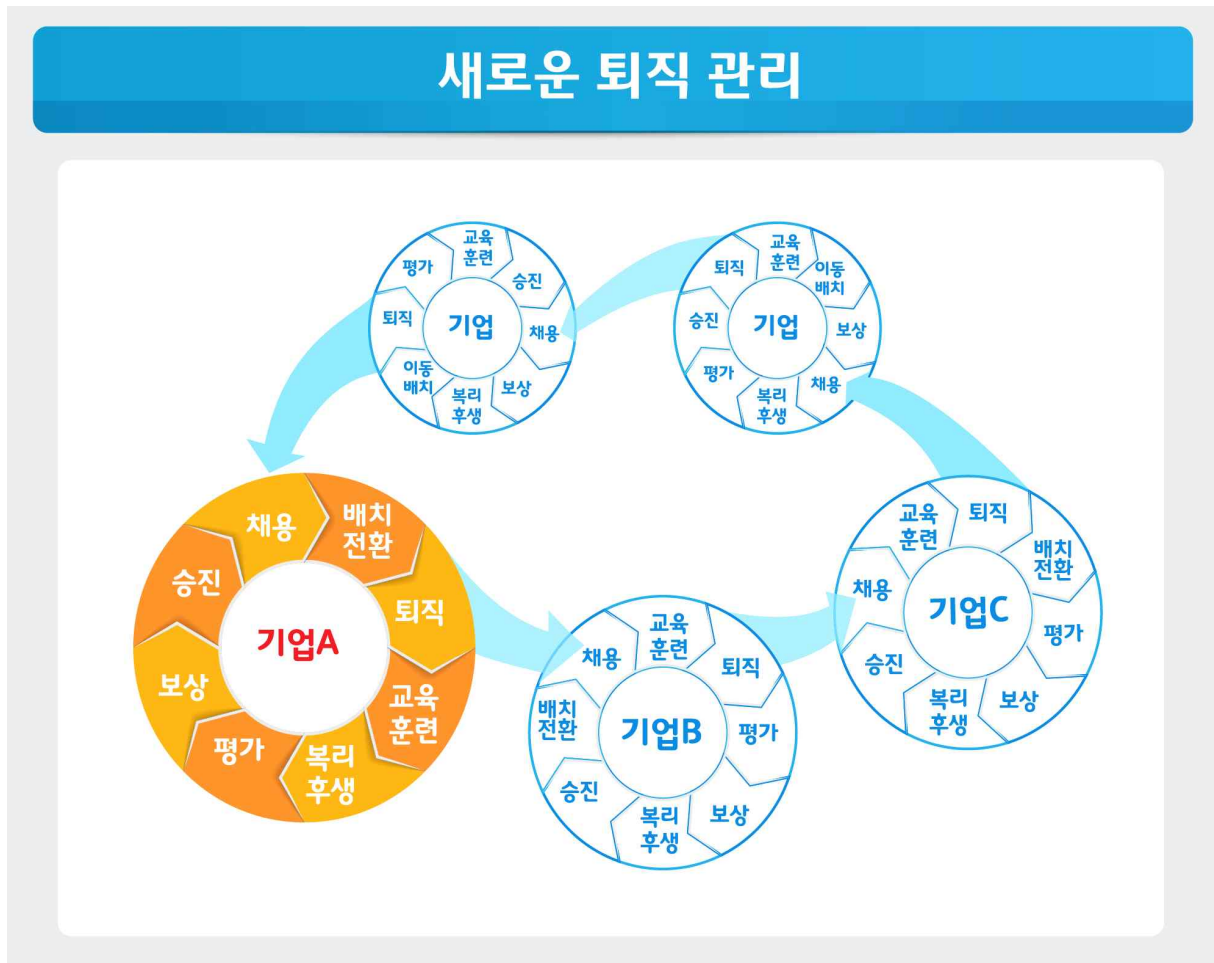 새로운 퇴직 관리
교육
훈련
승진
채용
보상
복리
후생
이동
배치
퇴직
평가
기업
교육
훈련
이동
배치
보상
채용
복리
후생
평가
승진
퇴직
기업
채용
배치
전환
퇴직
교육
훈련
복리
후생
평가
보상
승진
기업A
채용
교육
훈련
퇴직
평가
보상
복리
후생
승진
배치
전환
기업B
교육
훈련
퇴직
배치
전환
평가
보상
복리
후생
승진
채용
기업C